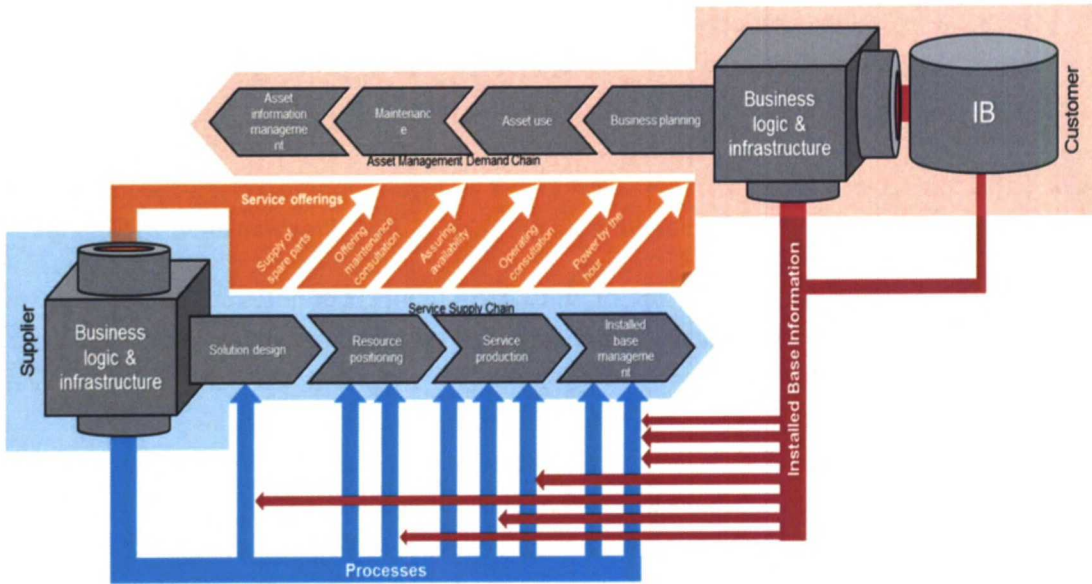 Asset
information
manageme
nt
Maintenanc
e
Asset use
Business planning
Asset Management Demand Chain
Business
logic &
infrastructure
IB
Customer
Service offerings
Supply of
spare parts
Offering
maintenance
consultation
Assuring
availability
Operating
consultation
Power by the
hour
Supplier
Business
logic &
infrastructure
Service Supply Chain
Solution design
Resource
positioning
Service
production
Installed
base
manageme
nt
Installed Base Information
Processes